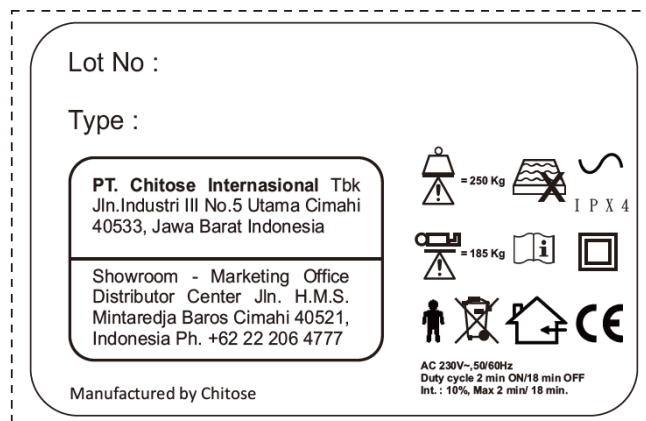 Lot No :
Type :
PT. Chitose Internasional Tbk
Jln.Industri III No.5 Utama Cimahi
40533, Jawa Barat Indonesia
Showroom - Marketing Office
Distributor Center Jln. H.M.S.
Mintaredja Baros Cimahi 40521,
Indonesia Ph. +62 22 206 4777
Manufactured by Chitose
= 250 Kg
IPX4
= 185 Kg
i
CE
AC 230V~,50/60Hz
Duty cycle 2 min ON/18 min OFF
Int. : 10%, Max 2 min/ 18 min.